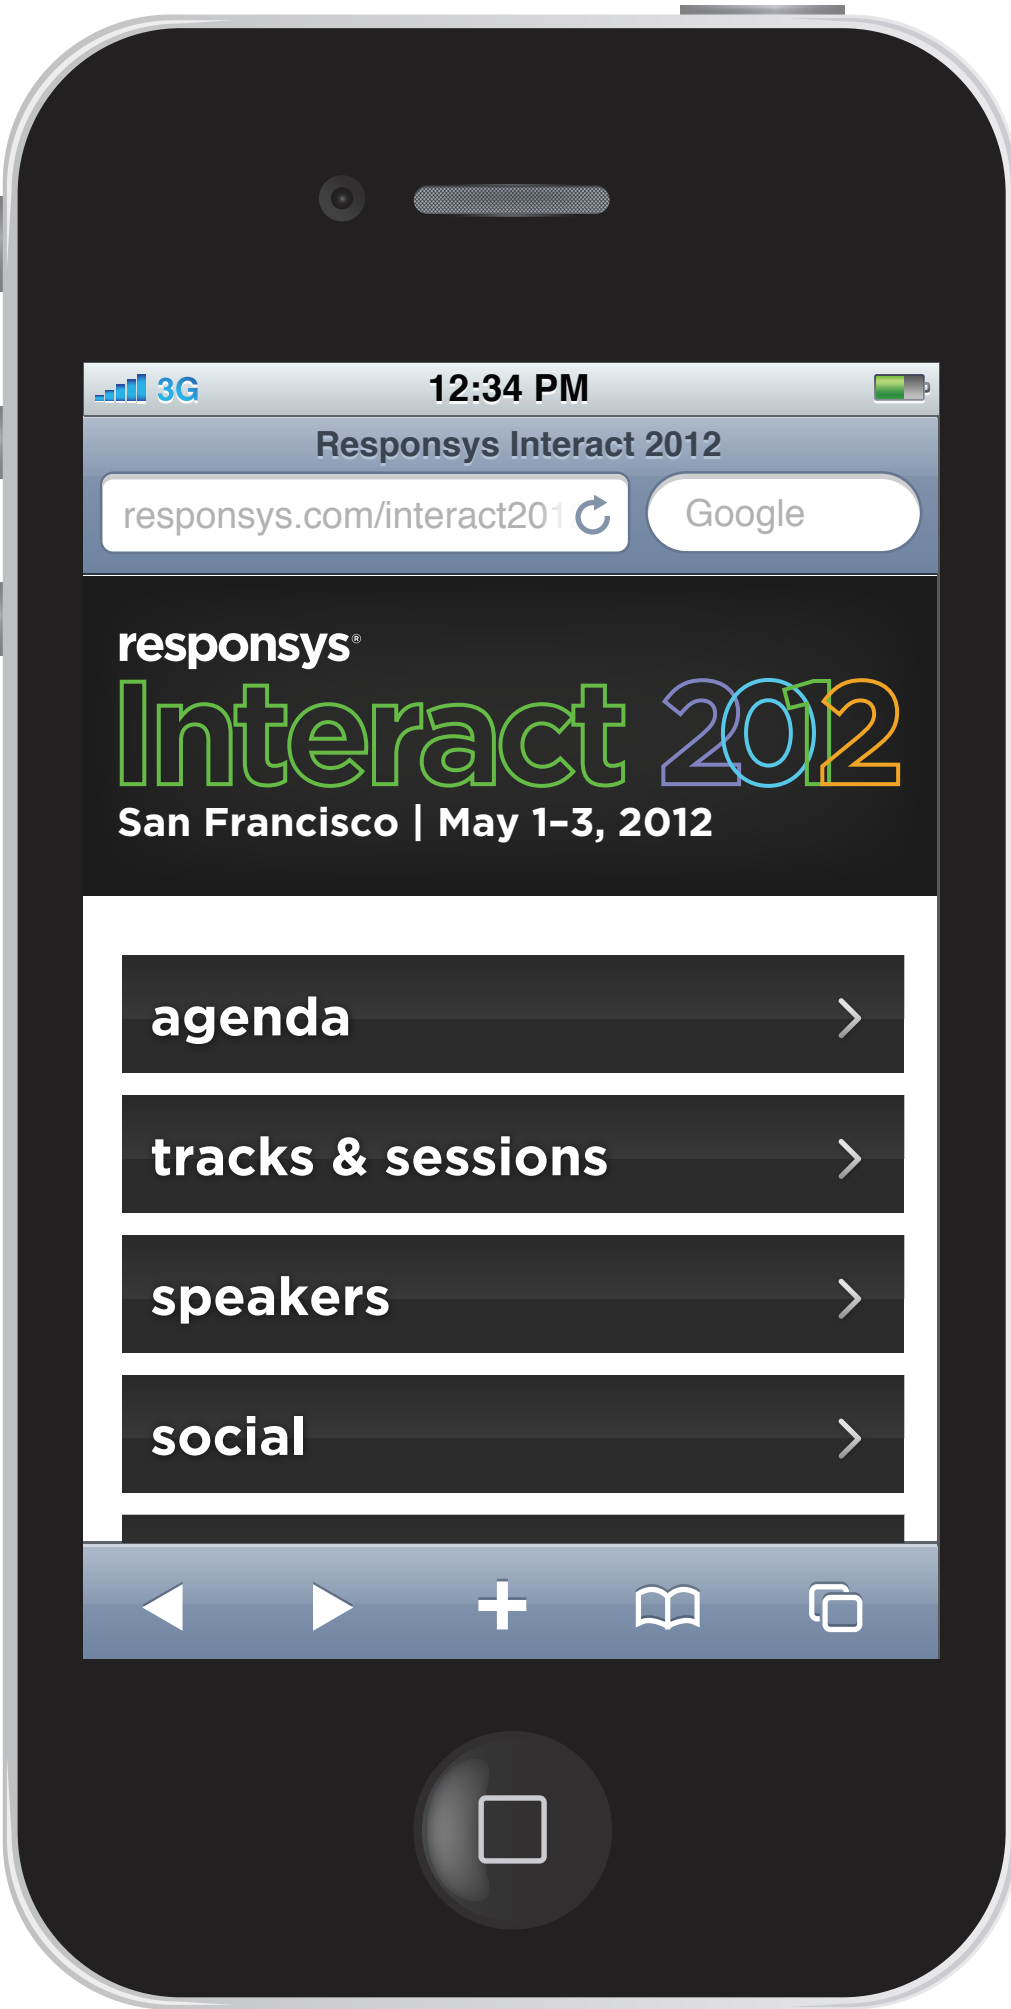 3G 12:34 PM
Responsys Interact 2012
responsys.com/interact201 Google
responsys®
Interact 2012
San Francisco | May 1–3, 2012
agenda
tracks & sessions
speakers
social